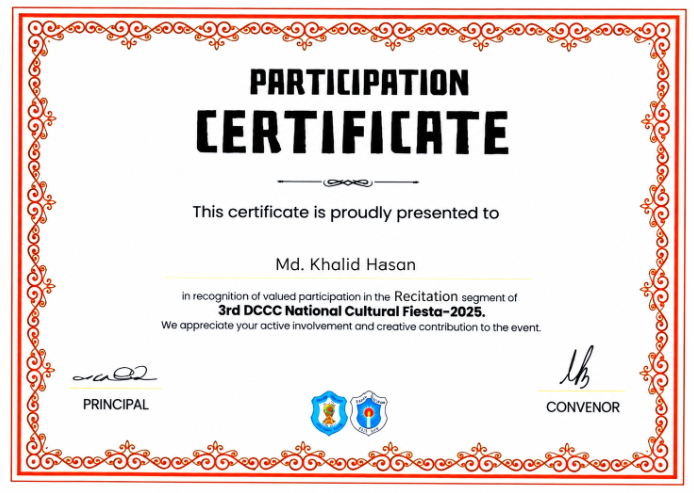 PARTICIPATION
CERTIFICATE
This certificate is proudly presented to
Md. Khalid Hasan
in recognition of valued participation in the Recitation segment of
3rd DCCC National Cultural Fiesta-2025.
We appreciate your active involvement and creative contribution to the event.
PRINCIPAL
CONVENOR